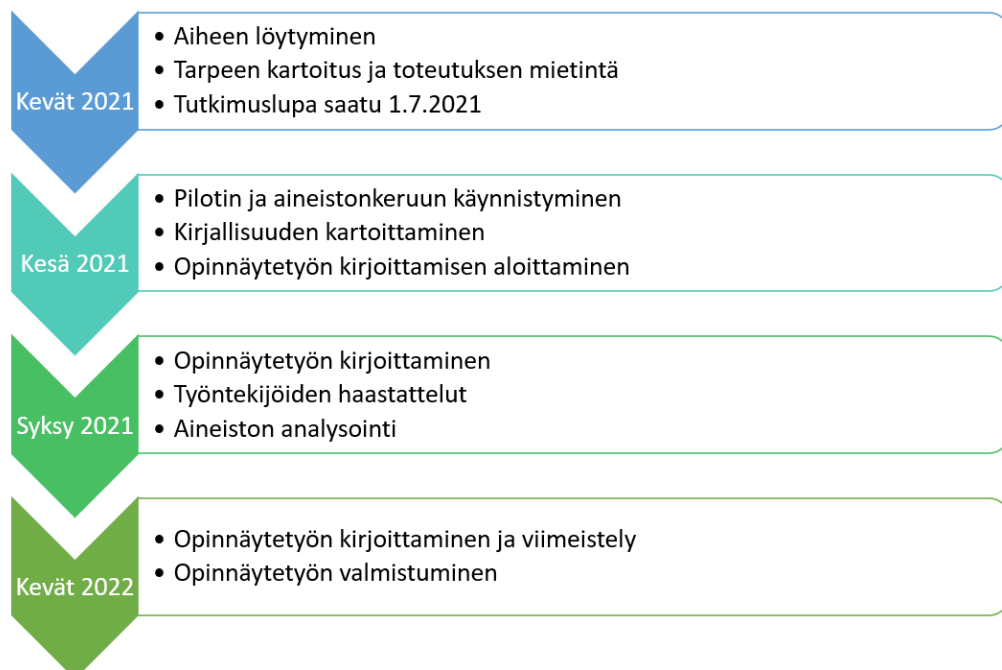 Kevät 2021
• Aiheen löytyminen
• Tarpeen kartoitus ja toteutuksen mietintä
• Tutkimuslupa saatu 1.7.2021
Kesä 2021
• Pilotin ja aineistonkeruun käynnistyminen
• Kirjallisuuden kartoittaminen
• Opinnäytetyön kirjoittamisen aloittaminen
Syksy 2021
• Opinnäytetyön kirjoittaminen
• Työntekijöiden haastattelut
• Aineiston analysointi
Kevät 2022
• Opinnäytetyön kirjoittaminen ja viimeistely
• Opinnäytetyön valmistuminen